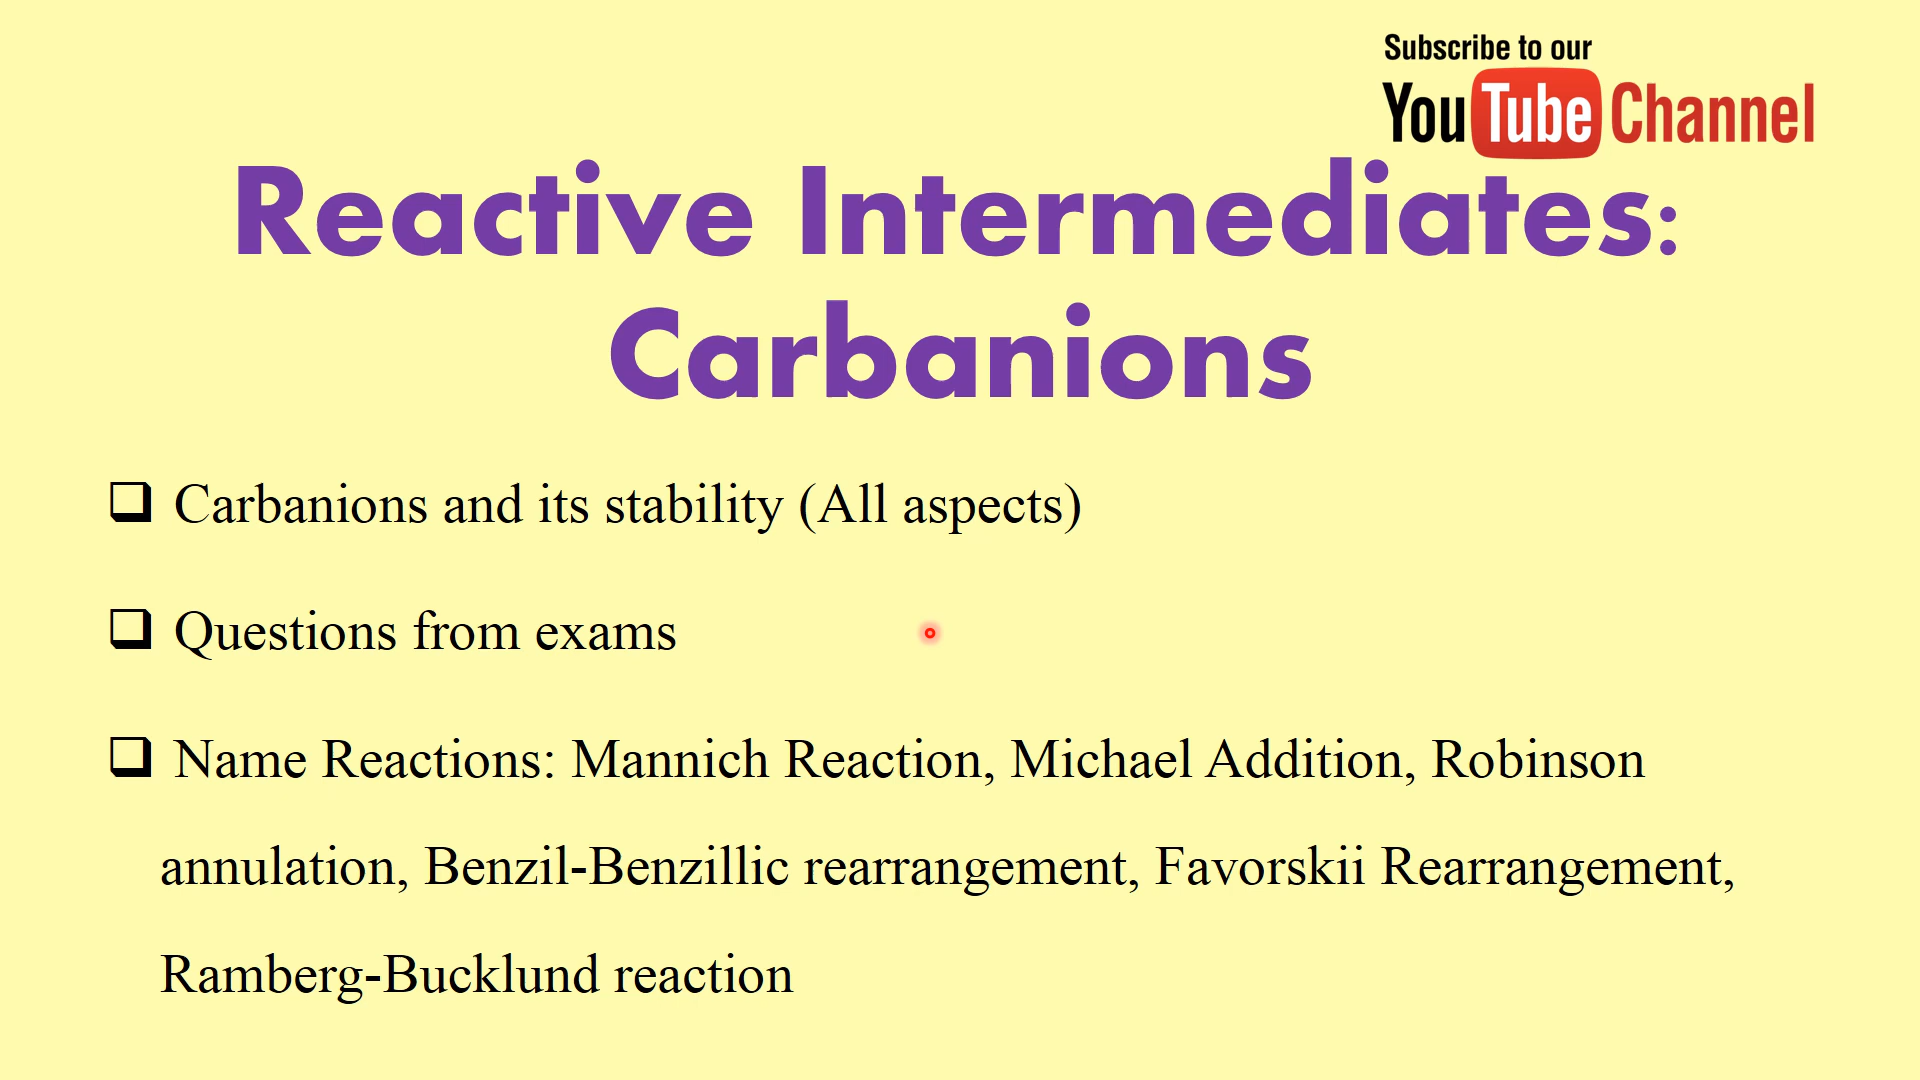 Subscribe to our
YouTube Channel
Reactive Intermediates:
Carbanions
❑ Carbanions and its stability (All aspects)
❑ Questions from exams
❑ Name Reactions: Mannich Reaction, Michael Addition, Robinson
annulation, Benzil-Benzillic rearrangement, Favorskii Rearrangement,
Ramberg-Bucklund reaction